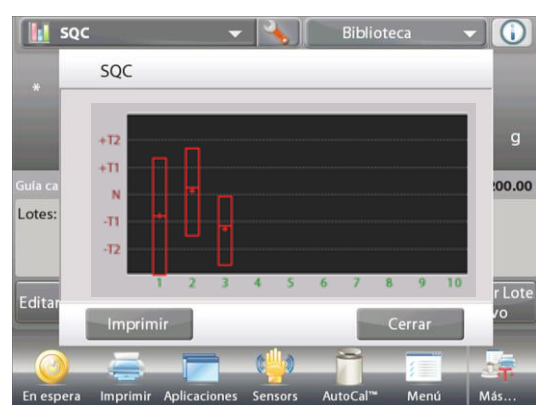 SQC
Biblioteca
SQC
*
g
+T2
+T1
N
-T1
-T2
1 2 3 4 5 6 7 8 9 10
Guía ca
200.00
Lotes:
Editar
r Lote
vo
Imprimir
Cerrar
En espera
Imprimir
Aplicaciones
Sensors
AutoCal™
Menú
Más...